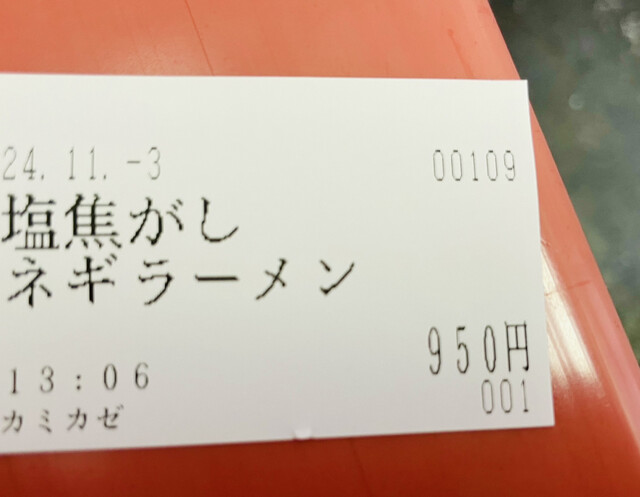 24.11.-3 00109
塩焦がし
ネギラーメン
950円
13:06
001
カミカゼ